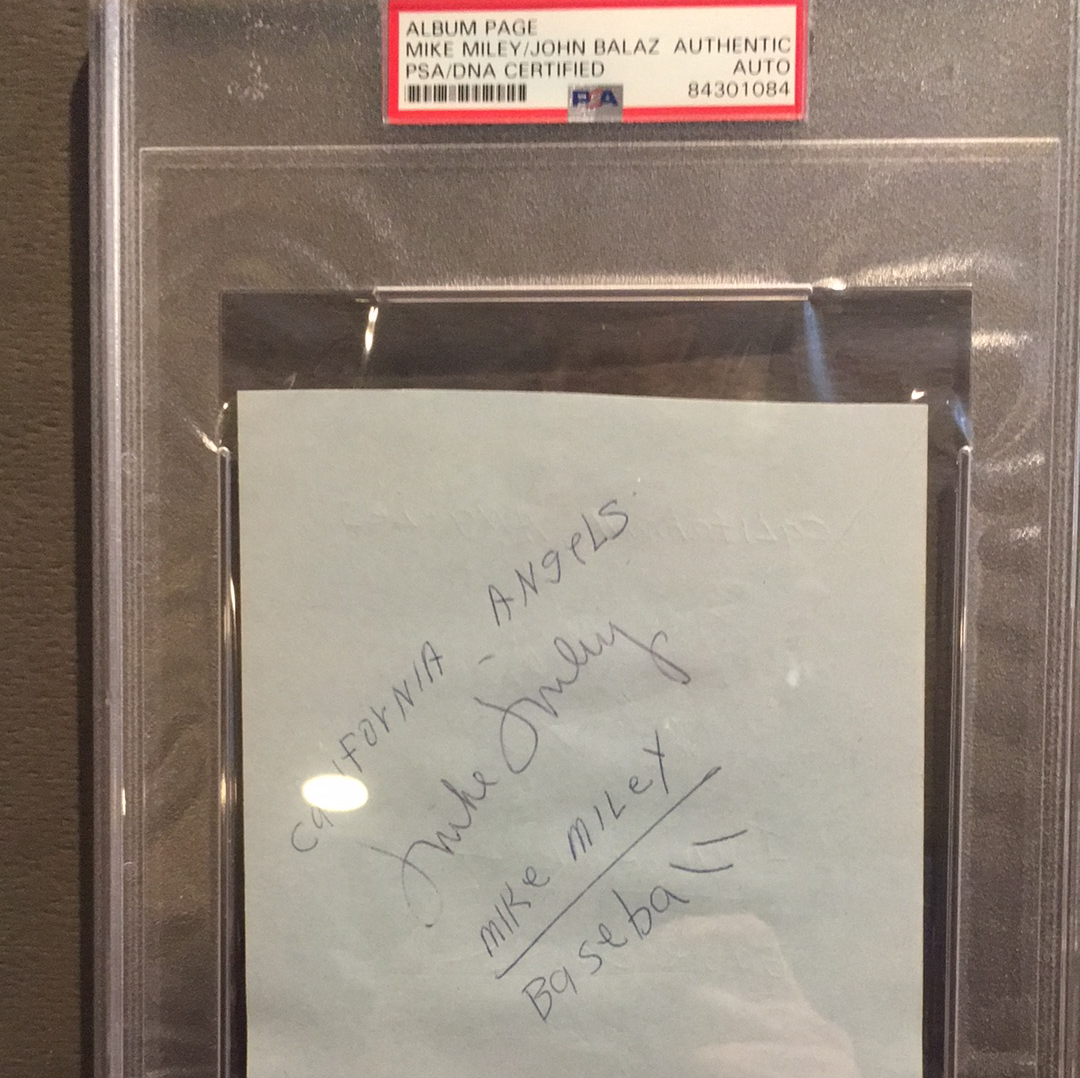 ALBUM PAGE
MIKE MILEY/JOHN BALAZ AUTHENTIC
PSA/DNA CERTIFIED AUTO
PSA 84301084
CaliFORNIA - ANgeLS
Mike Miley
MIKe MILeY
Baseball